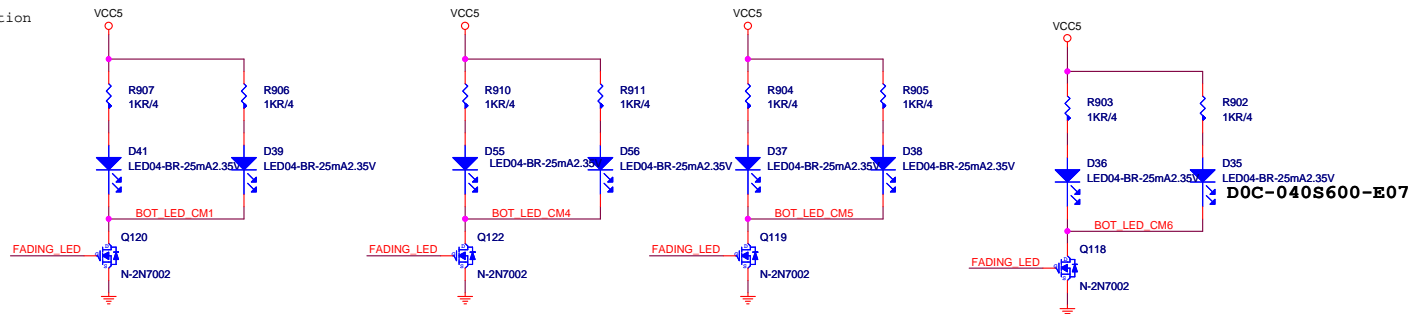 tion
VCC5
R907
1KR/4
R906
1KR/4
D41
LED04-BR-25mA2.35V
D39
LED04-BR-25mA2.35V
BOT_LED_CM1
Q120
FADING_LED
N-2N7002
VCC5
R910
1KR/4
R911
1KR/4
D55
LED04-BR-25mA2.35V
D56
LED04-BR-25mA2.35V
BOT_LED_CM4
Q122
FADING_LED
N-2N7002
VCC5
R904
1KR/4
R905
1KR/4
D37
LED04-BR-25mA2.35V
D38
LED04-BR-25mA2.35V
BOT_LED_CM5
Q119
FADING_LED
N-2N7002
VCC5
R903
1KR/4
R902
1KR/4
D36
LED04-BR-25mA2.35V
D35
LED04-BR-25mA2.35V
D0C-040S600-E07
BOT_LED_CM6
Q118
FADING_LED
N-2N7002